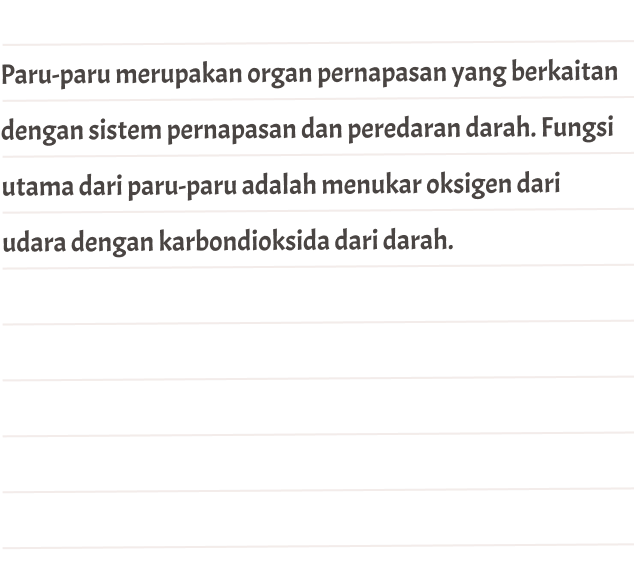 Paru-paru merupakan organ pernapasan yang berkaitan
dengan sistem pernapasan dan peredaran darah. Fungsi
utama dari paru-paru adalah menukar oksigen dari
udara dengan karbondioksida dari darah.